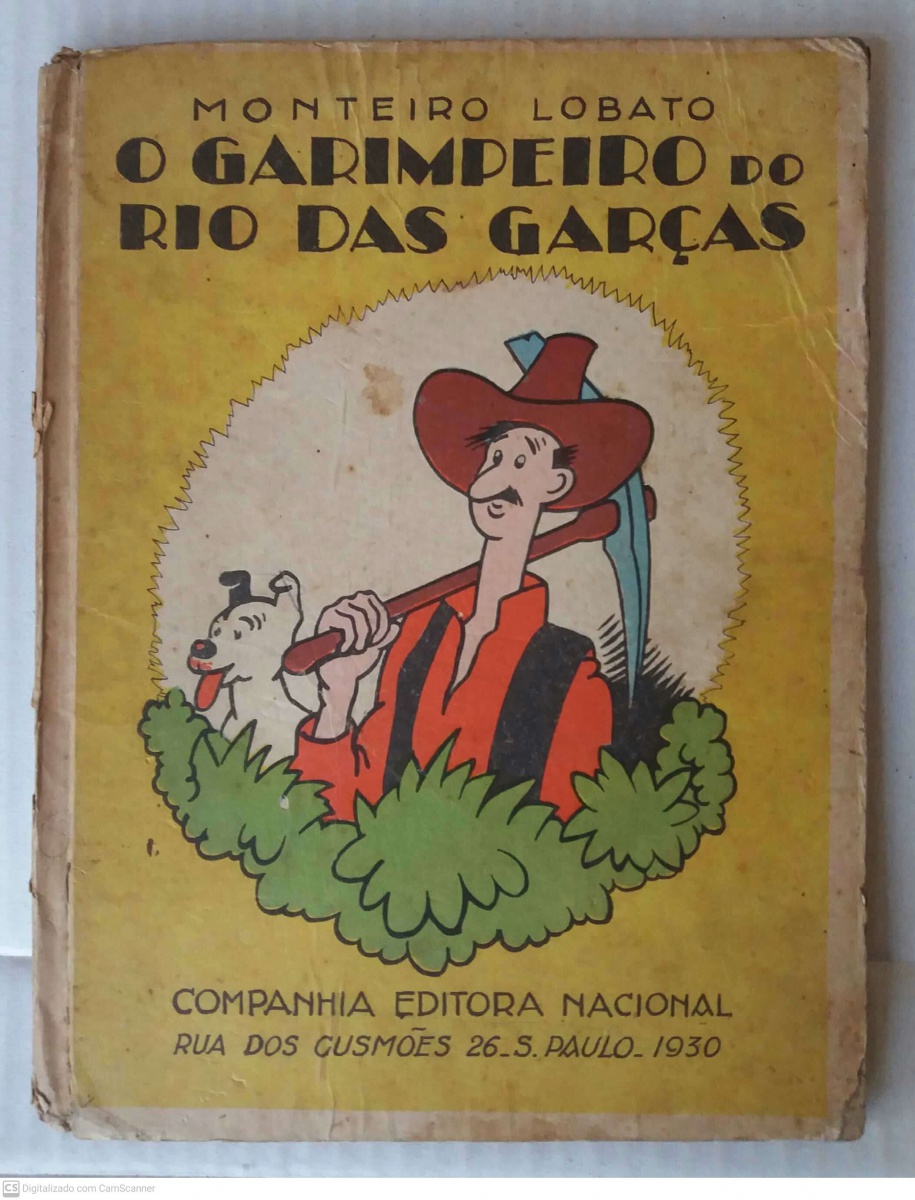 MONTEIRO LOBATO
O GARIMPEIRO DO
RIO DAS GARÇAS
COMPANHIA EDITORA NACIONAL
RUA DOS GUSMÕES 26_S. PAULO_1930
CS Digitalizado com CamScanner